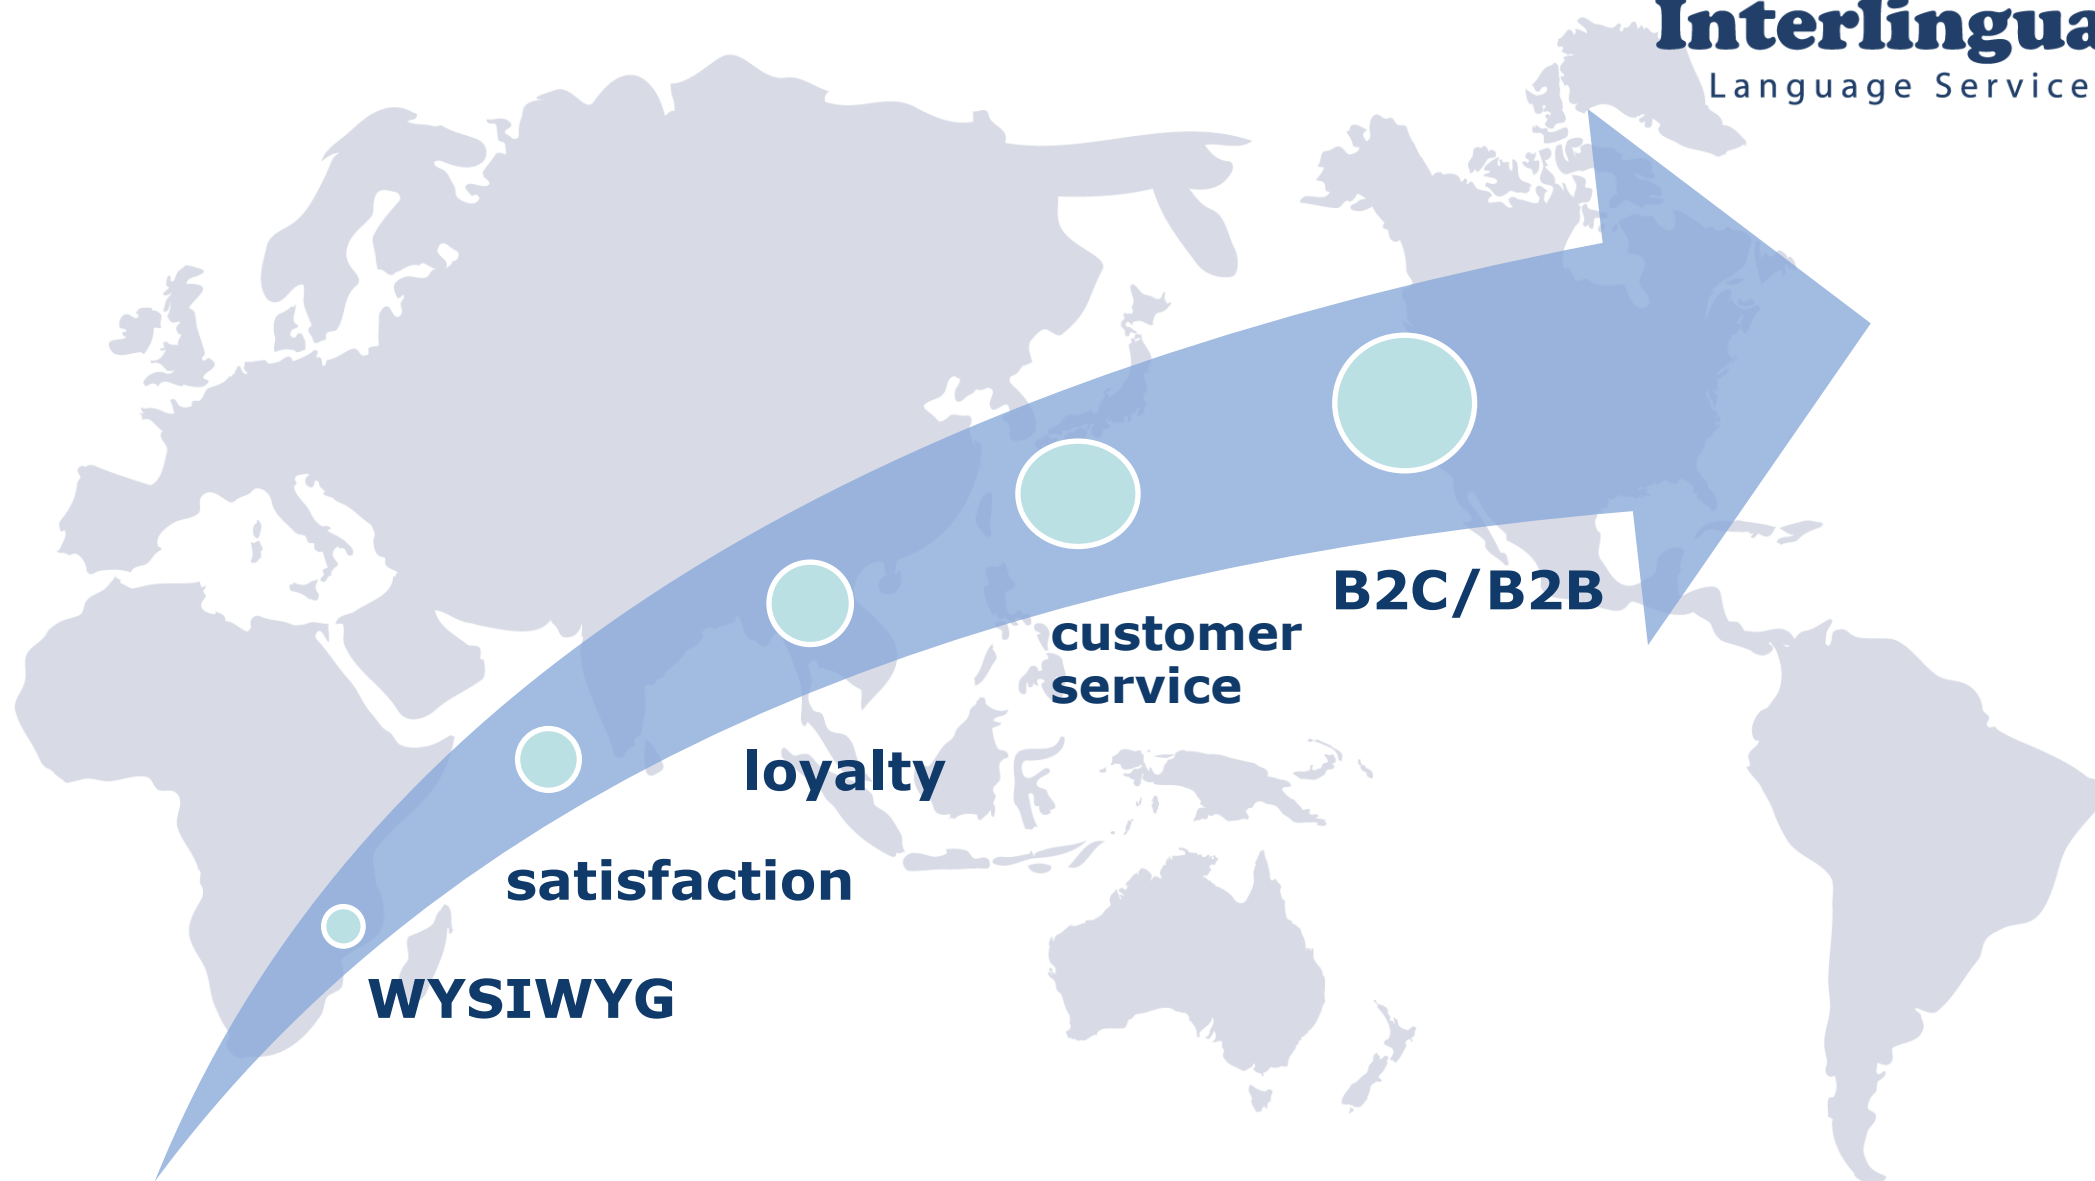 Interlingua
Language Service
B2C/B2B
customer
service
loyalty
satisfaction
WYSIWYG